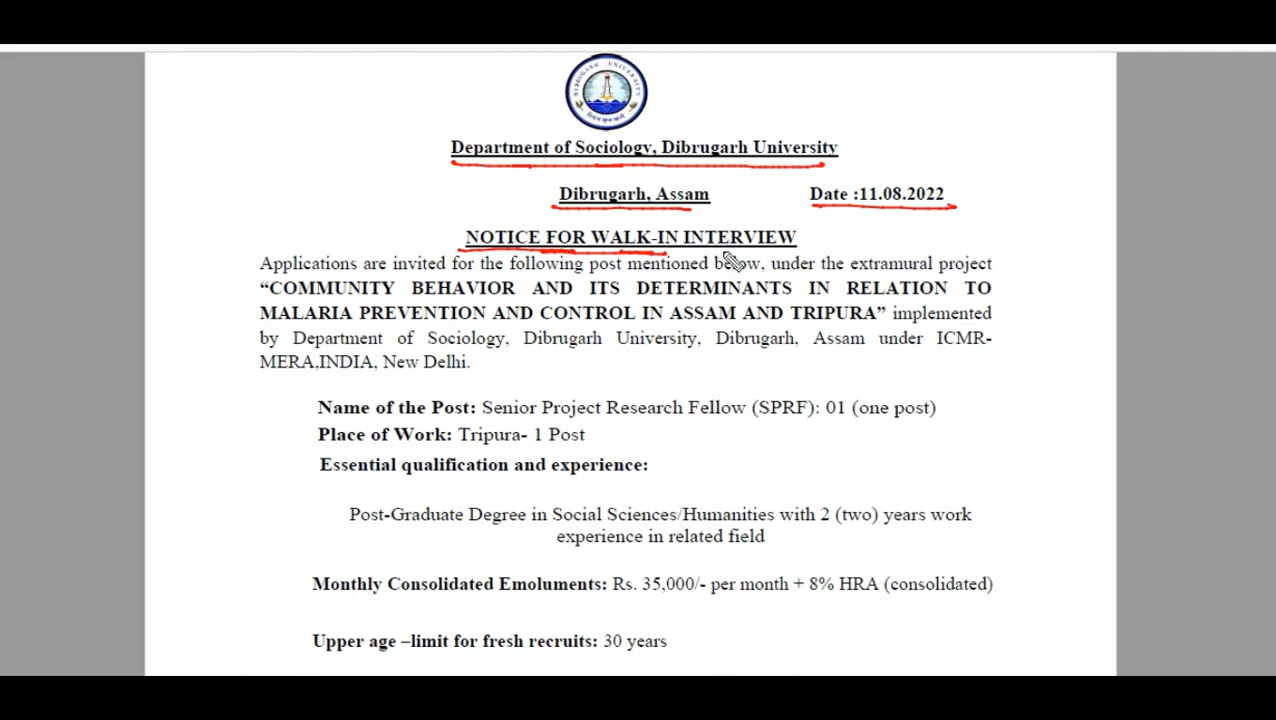 DIBRUGARH UNIVERSITY
Department of Sociology, Dibrugarh University
Dibrugarh, Assam Date :11.08.2022
NOTICE FOR WALK-IN INTERVIEW
Applications are invited for the following post mentioned below, under the extramural project
“COMMUNITY BEHAVIOR AND ITS DETERMINANTS IN RELATION TO
MALARIA PREVENTION AND CONTROL IN ASSAM AND TRIPURA” implemented
by Department of Sociology, Dibrugarh University, Dibrugarh, Assam under ICMR-
MERA,INDIA, New Delhi.
Name of the Post: Senior Project Research Fellow (SPRF): 01 (one post)
Place of Work: Tripura- 1 Post
Essential qualification and experience:
Post-Graduate Degree in Social Sciences/Humanities with 2 (two) years work
experience in related field
Monthly Consolidated Emoluments: Rs. 35,000/- per month + 8% HRA (consolidated)
Upper age –limit for fresh recruits: 30 years